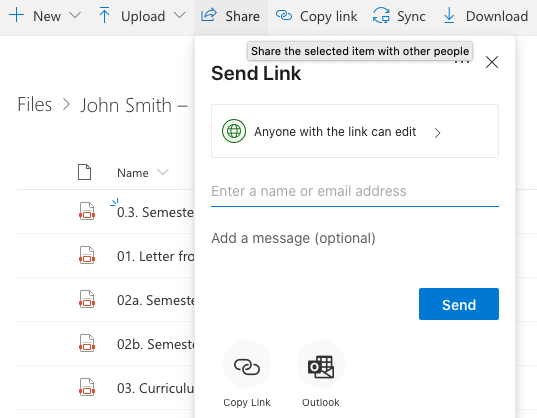 + New Upload Share Copy link Sync Download
Share the selected item with other people
Send Link
Files > John Smith –
Anyone with the link can edit >
Name
Enter a name or email address
0.3. Semeste
Add a message (optional)
01. Letter fro
02a. Semeste
Send
02b. Semest
03. Curriculu
Copy Link Outlook